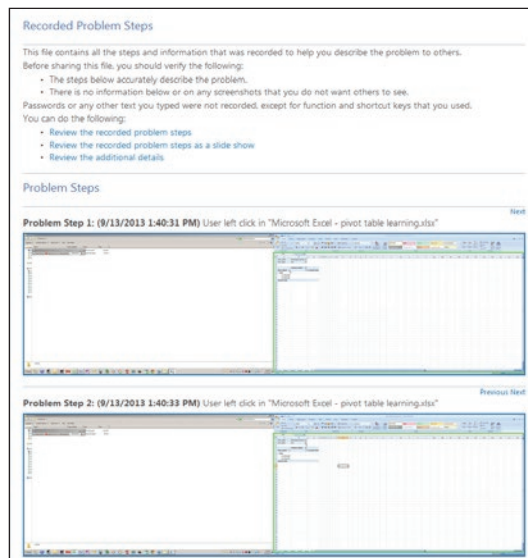 Recorded Problem Steps
This file contains all the steps and information that was recorded to help you describe the problem to others.
Before sharing this file, you should verify the following:
• The steps below accurately describe the problem.
• There is no information below or on any screenshots that you do not want others to see.
Passwords or any other text you typed were not recorded, except for function and shortcut keys that you used.
You can do the following:
• Review the recorded problem steps
• Review the recorded problem steps as a slide show
• Review the additional details
Problem Steps
Next
Problem Step 1: (9/13/2013 1:40:31 PM) User left click in "Microsoft Excel - pivot table learning.xlsx"
Previous Next
Problem Step 2: (9/13/2013 1:40:33 PM) User left click in "Microsoft Excel - pivot table learning.xlsx"